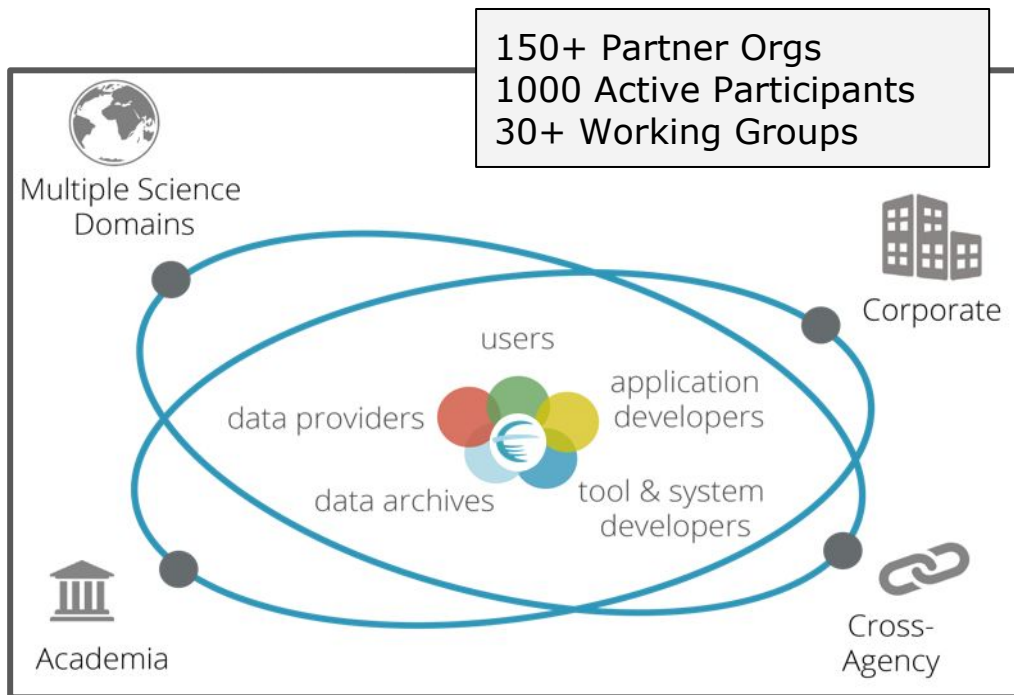 150+ Partner Orgs
1000 Active Participants
30+ Working Groups
Multiple Science
Domains
Corporate
users
application
developers
data providers
data archives
tool & system
developers
Academia
Cross-
Agency